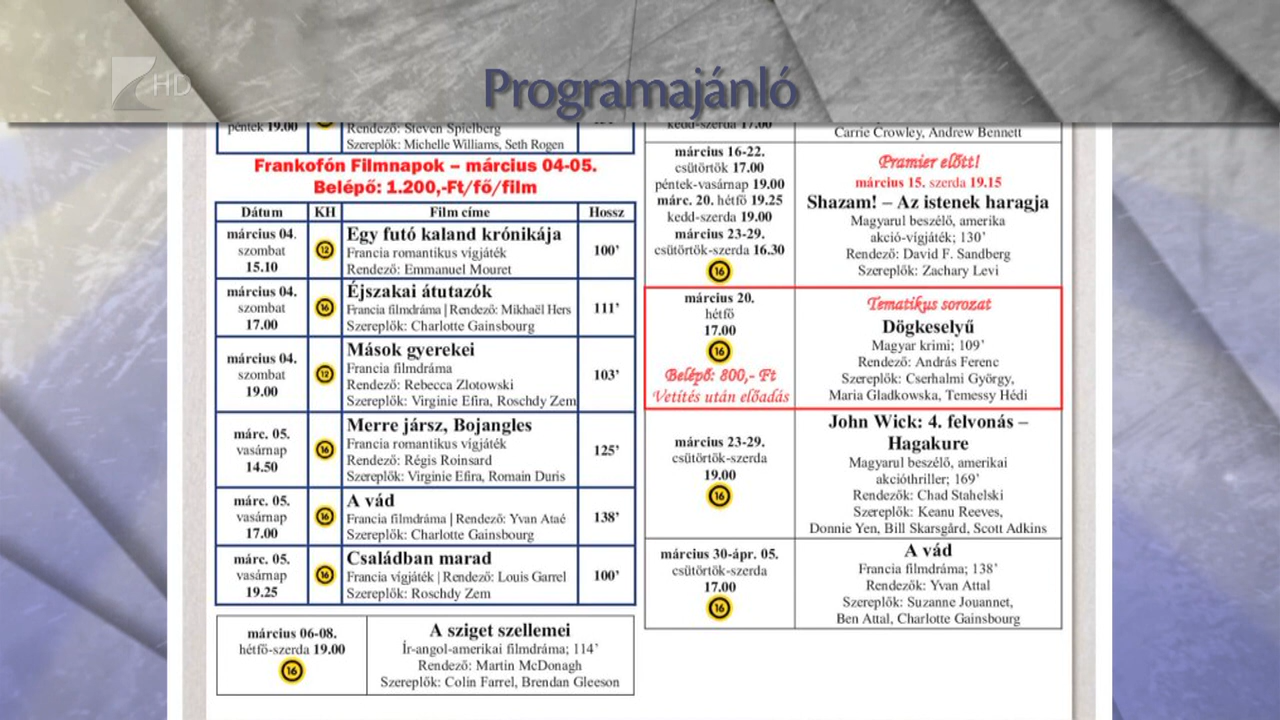 HD
Programajánló
péntek 19.00
Rendező: Steven Spielberg
Szereplők: Michelle Williams, Seth Rogen
Frankofón Filmnapok – március 04-05.
Belépő: 1.200,-Ft/fő/film
Dátum KH Film címe Hossz
március 04.
szombat
15.10
12
Egy futó kaland krónikája
Francia romantikus vígjáték
Rendező: Emmanuel Mouret
100’
március 04.
szombat
17.00
16
Éjszakai átutazók
Francia filmdráma | Rendező: Mikhaël Hers
Szereplők: Charlotte Gainsbourg
111’
március 04.
szombat
19.00
12
Mások gyerekei
Francia filmdráma
Rendező: Rebecca Zlotowski
Szereplők: Virginie Efira, Roschdy Zem
103’
márc. 05.
vasárnap
14.50
16
Merre jársz, Bojangles
Francia romantikus vígjáték
Rendező: Régis Roinsard
Szereplők: Virginie Efira, Romain Duris
125’
márc. 05.
vasárnap
17.00
16
A vád
Francia filmdráma | Rendező: Yvan Ataé
Szereplők: Charlotte Gainsbourg
138’
márc. 05.
vasárnap
19.25
16
Családban marad
Francia vígjáték | Rendező: Louis Garrel
Szereplők: Roschdy Zem
100’
március 06-08.
hétfő-szerda 19.00
16
A sziget szellemei
Ír-angol-amerikai filmdráma; 114’
Rendező: Martin McDonagh
Szereplők: Colin Farrel, Brendan Gleeson
kedd-szerda 17.00
Carrie Crowley, Andrew Bennett
március 16-22.
csütörtök 17.00
péntek-vasárnap 19.00
márc. 20. hétfő 19.25
kedd-szerda 19.00
március 23-29.
csütörtök-szerda 16.30
16
Pramier előtt!
március 15. szerda 19.15
Shazam! – Az istenek haragja
Magyarul beszélő, amerika
akció-vígjáték; 130’
Rendező: David F. Sandberg
Szereplők: Zachary Levi
március 20.
hétfő
17.00
16
Belépő: 800,- Ft
Vetítés után előadás
Tematikus sorozat
Dögkeselyű
Magyar krimi; 109’
Rendező: András Ferenc
Szereplők: Cserhalmi György,
Maria Gladkowska, Temessy Hédi
március 23-29.
csütörtök-szerda
19.00
16
John Wick: 4. felvonás –
Hagakure
Magyarul beszélő, amerikai
akcióthriller; 169’
Rendezők: Chad Stahelski
Szereplők: Keanu Reeves,
Donnie Yen, Bill Skarsgård, Scott Adkins
március 30-ápr. 05.
csütörtök-szerda
17.00
16
A vád
Francia filmdráma; 138’
Rendezők: Yvan Attal
Szereplők: Suzanne Jouannet,
Ben Attal, Charlotte Gainsbourg